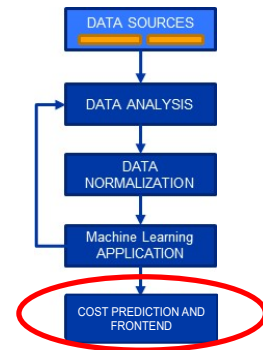 DATA SOURCES
DATA ANALYSIS
DATA
NORMALIZATION
Machine Learning
APPLICATION
COST PREDICTION AND
FRONTEND